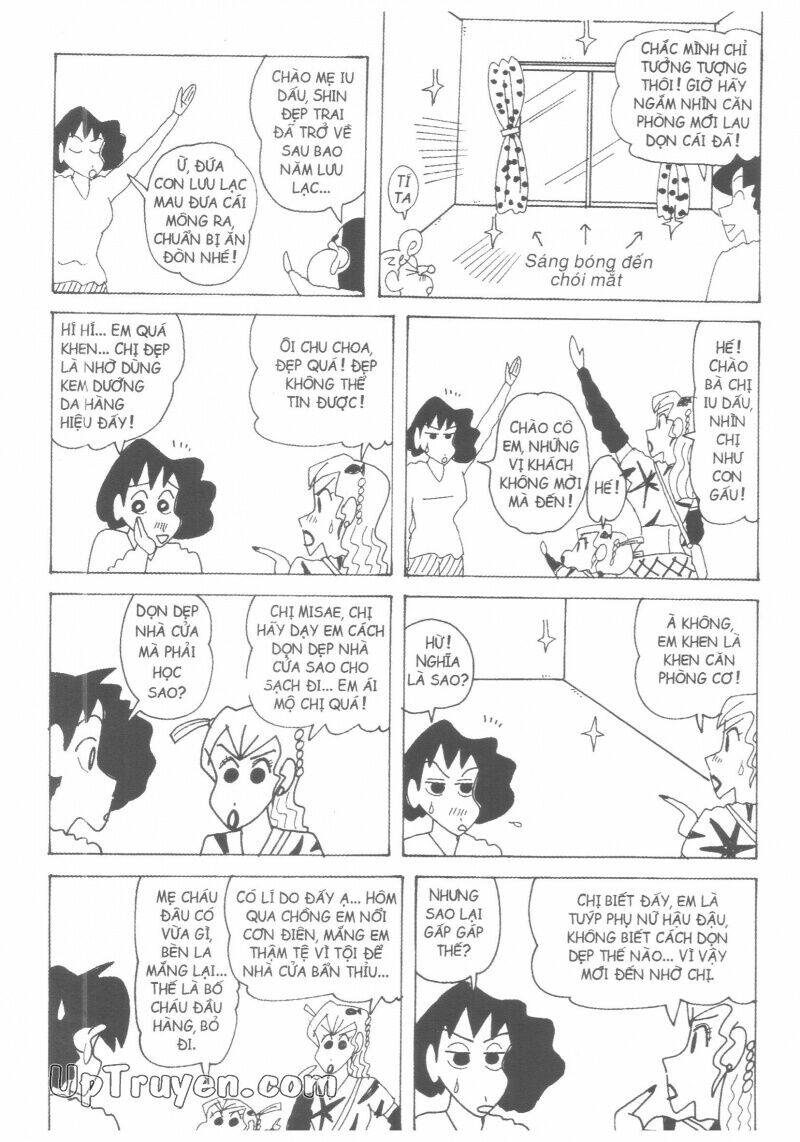 CHÀO MẸ IU
DẤU, SHIN
ĐẸP TRAI
ĐÃ TRỞ VỀ
SAU BAO
NĂM LƯU
LẠC...
Ừ, ĐỨA
CON LƯU LẠC
MAU ĐƯA CÁI
MÔNG RA,
CHUẨN BỊ ĂN
ĐÒN NHÉ!
CHẮC MÌNH CHỈ
TƯỞNG TƯỢNG
THÔI! GIỜ HÃY
NGẮM NHÌN CĂN
PHÒNG MỚI LAU
DỌN CÁI ĐÃ!
TÍ
TA
Sáng bóng đến
chói mắt
HÍ HÍ... EM QUÁ
KHEN... CHỊ ĐẸP
LÀ NHỜ DÙNG
KEM DƯỠNG
DA HÀNG
HIỆU ĐẤY!
ÔI CHU CHOA,
ĐẸP QUÁ! ĐẸP
KHÔNG THỂ
TIN ĐƯỢC!
HẾ!
CHÀO
BÀ CHỊ
IU DẤU,
NHÌN
CHỊ
NHƯ
CON
GẤU!
CHÀO CÔ
EM, NHỮNG
VỊ KHÁCH
KHÔNG MỜI
MÀ ĐẾN!
HẾ!
DỌN DẸP
NHÀ CỬA
MÀ PHẢI
HỌC
SAO?
CHỊ MISAE, CHỊ
HÃY DẠY EM CÁCH
DỌN DẸP NHÀ
CỬA SAO CHO
SẠCH ĐI... EM ÁI
MỘ CHỊ QUÁ!
HỪ!
NGHĨA
LÀ SAO?
À KHÔNG,
EM KHEN LÀ
KHEN CĂN
PHÒNG CƠ!
MẸ CHÁU
ĐÂU CÓ
VỪA GÌ,
BÈN LA
MẮNG LẠI...
THẾ LÀ BỐ
CHÁU ĐẦU
HÀNG, BỎ
ĐI.
CÓ LÍ DO ĐẤY Ạ... HÔM
QUA CHỒNG EM NỔI
CƠN ĐIÊN, MẮNG EM
THẬM TỆ VÌ TỘI ĐỂ
NHÀ CỬA BẨN THỈU...
NHƯNG
SAO LẠI
GẤP GÁP
THẾ?
CHỊ BIẾT ĐẤY, EM LÀ
TUÝP PHỤ NỮ HẬU ĐẬU,
KHÔNG BIẾT CÁCH DỌN
DẸP THẾ NÀO... VÌ VẬY
MỚI ĐẾN NHỜ CHỊ.
UpTruyen.com